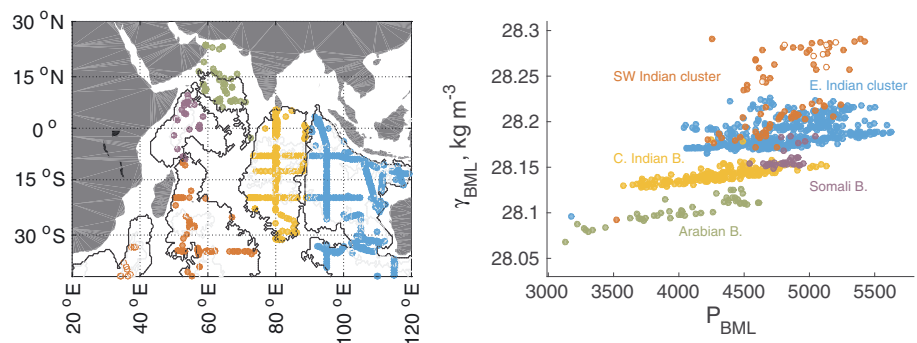 30°N
15°N
0°
15°S
30°S
20°E
40°E
60°E
80°E
100°E
120°E
28.3
28.25
28.2
28.15
28.1
28.05
γBML, kg m-3
SW Indian cluster
E. Indian cluster
C. Indian B.
Somali B.
Arabian B.
3000 3500 4000 4500 5000 5500
PBML